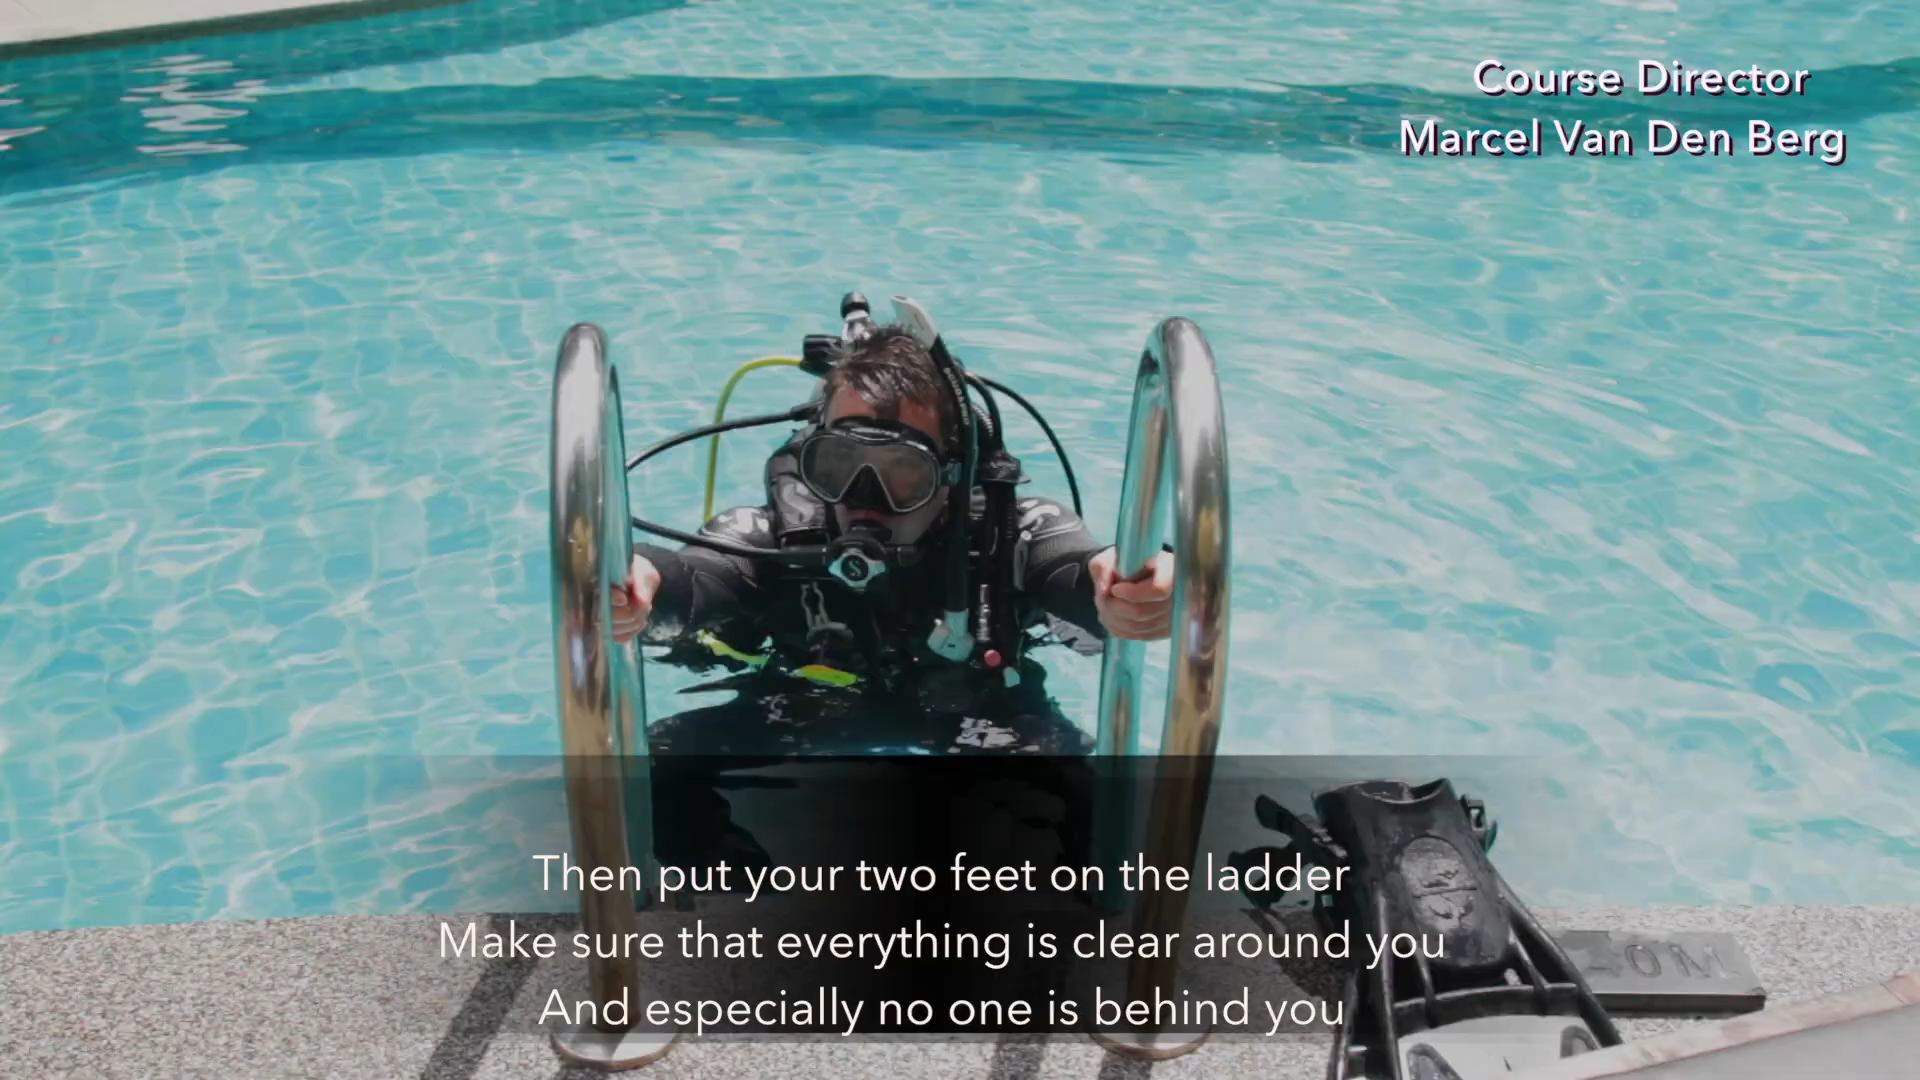 Course Director
Marcel Van Den Berg
Then put your two feet on the ladder
Make sure that everything is clear around you
And especially no one is behind you